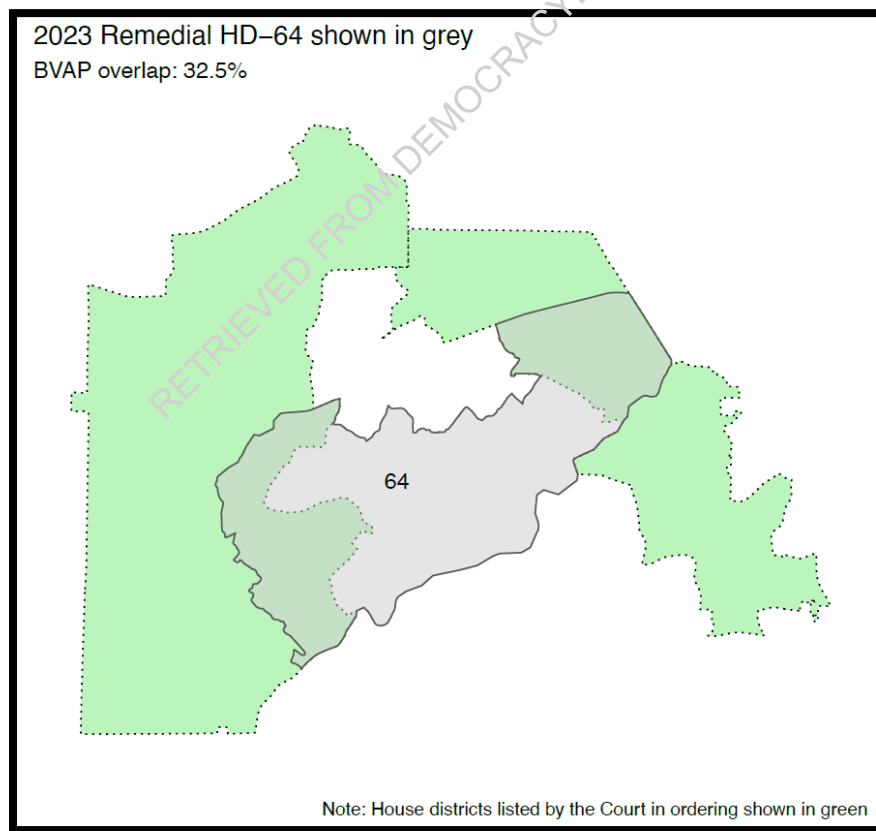 2023 Remedial HD–64 shown in grey
BVAP overlap: 32.5%
RETRIEVED FROM DEMOCRACY
64
Note: House districts listed by the Court in ordering shown in green